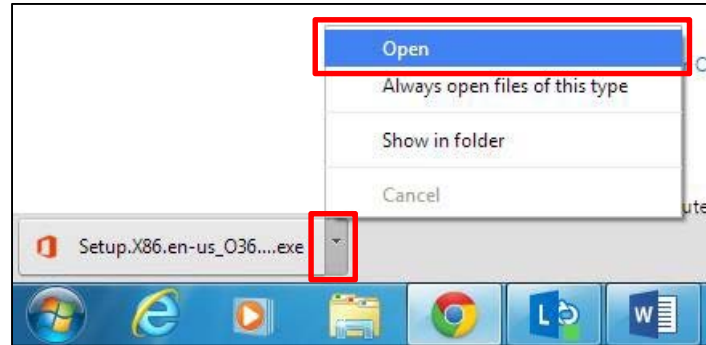 Open
Always open files of this type
Show in folder
Cancel
Setup.X86.en-us_O36....exe
L
W